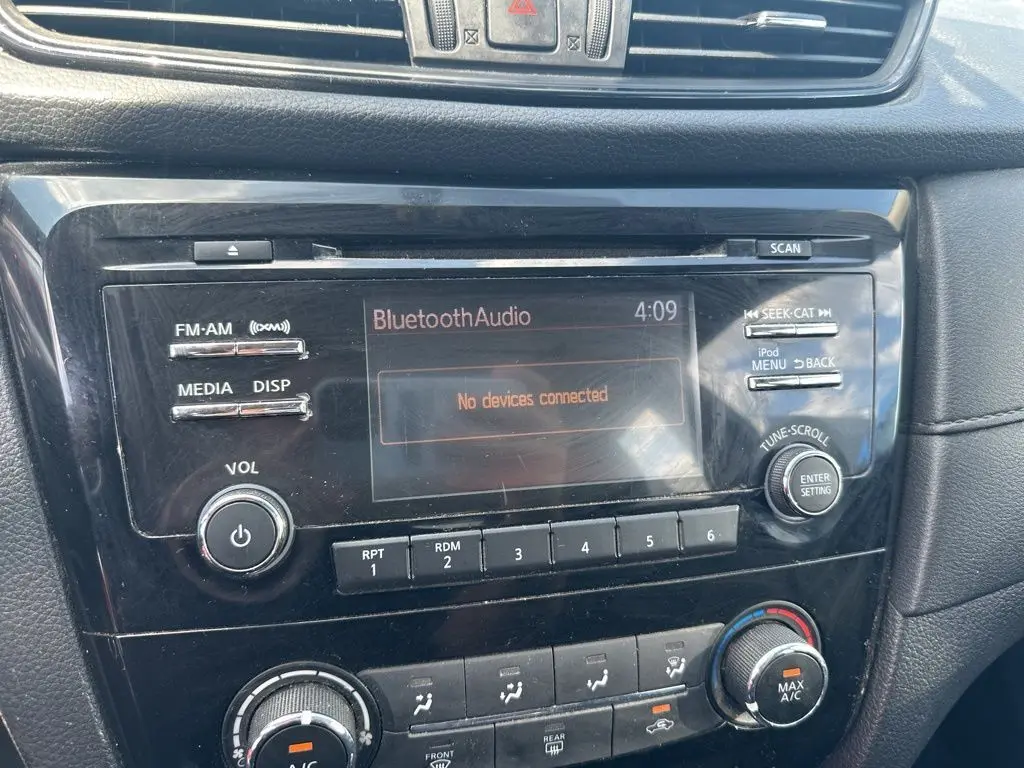 SCAN
FM·AM ((XM))
BluetoothAudio 4:09
SEEK·CAT
MEDIA DISP
iPod
MENU BACK
No devices connected
TUNE·SCROLL
VOL
ENTER
SETTING
RPT
1
RDM
2
3
4
5
6
MAX
A/C
A/C
FRONT
REAR